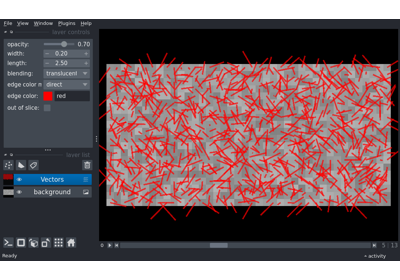 File View Window Plugins Help
layer controls
opacity: 0.70
width: 0.20
length: 2.50
blending: translucent
edge color m direct
edge color: red
out of slice:
layer list
Vectors
background
0 5 13
Ready activity